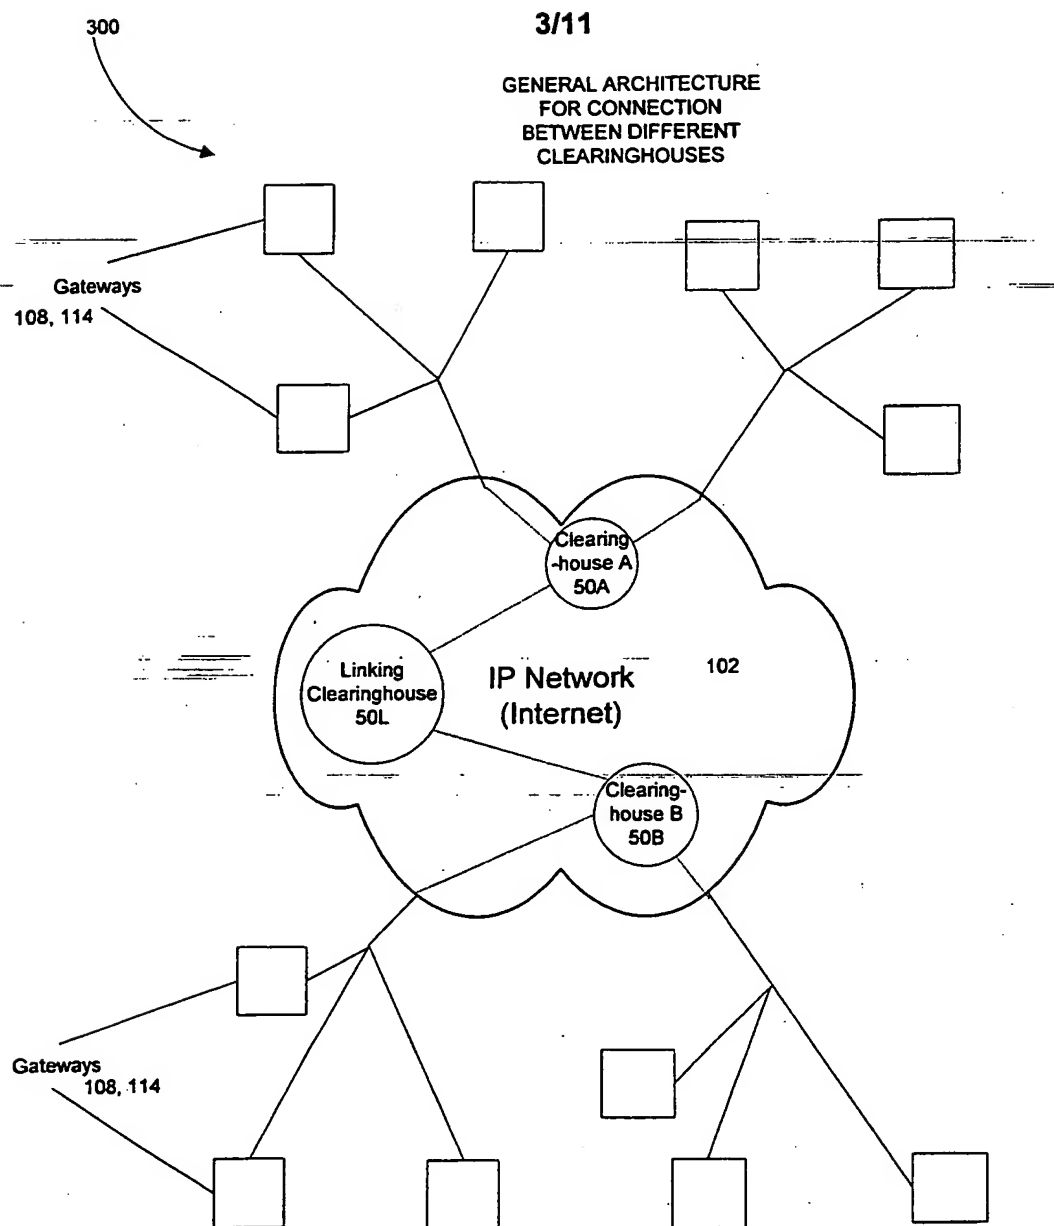 300
3/11
GENERAL ARCHITECTURE
FOR CONNECTION
BETWEEN DIFFERENT
CLEARINGHOUSES
Gateways
108, 114
Clearing
-house A
50A
Linking
Clearinghouse
50L
IP Network
(Internet)
102
Clearing-
house B
50B
Gateways
108, 114